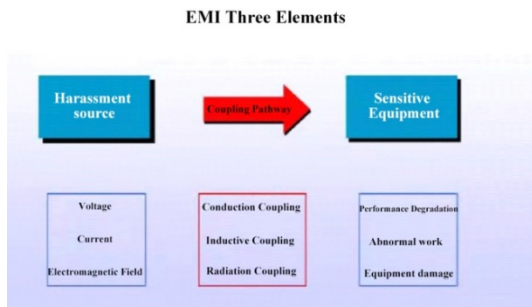 EMI Three Elements
Harassment
source
Coupling Pathway
Sensitive
Equipment
Voltage
Current
Electromagnetic Field
Conduction Coupling
Inductive Coupling
Radiation Coupling
Performance Degradation
Abnormal work
Equipment damage